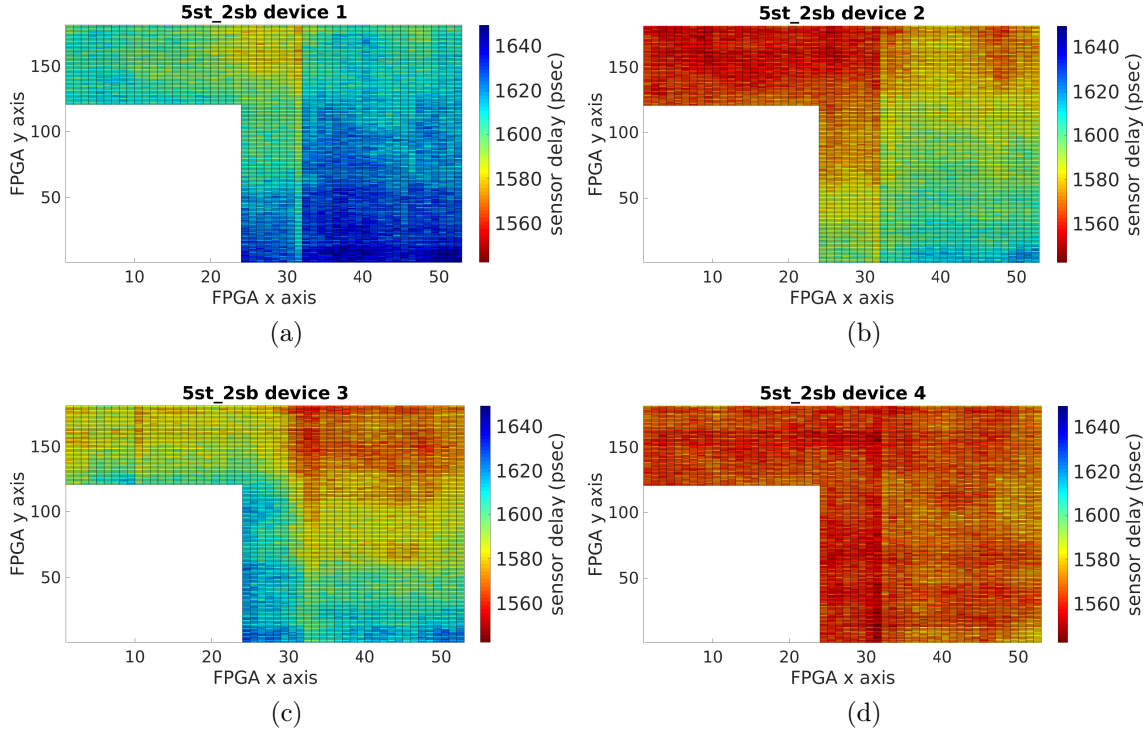 5st_2sb device 1
150
100
50
10
20
30
40
50
FPGA x axis
FPGA y axis
1640
1620
1600
1580
1560
sensor delay (psec)
(a)
5st_2sb device 2
150
100
50
10
20
30
40
50
FPGA x axis
FPGA y axis
1640
1620
1600
1580
1560
sensor delay (psec)
(b)
5st_2sb device 3
150
100
50
10
20
30
40
50
FPGA x axis
FPGA y axis
1640
1620
1600
1580
1560
sensor delay (psec)
(c)
5st_2sb device 4
150
100
50
10
20
30
40
50
FPGA x axis
FPGA y axis
1640
1620
1600
1580
1560
sensor delay (psec)
(d)